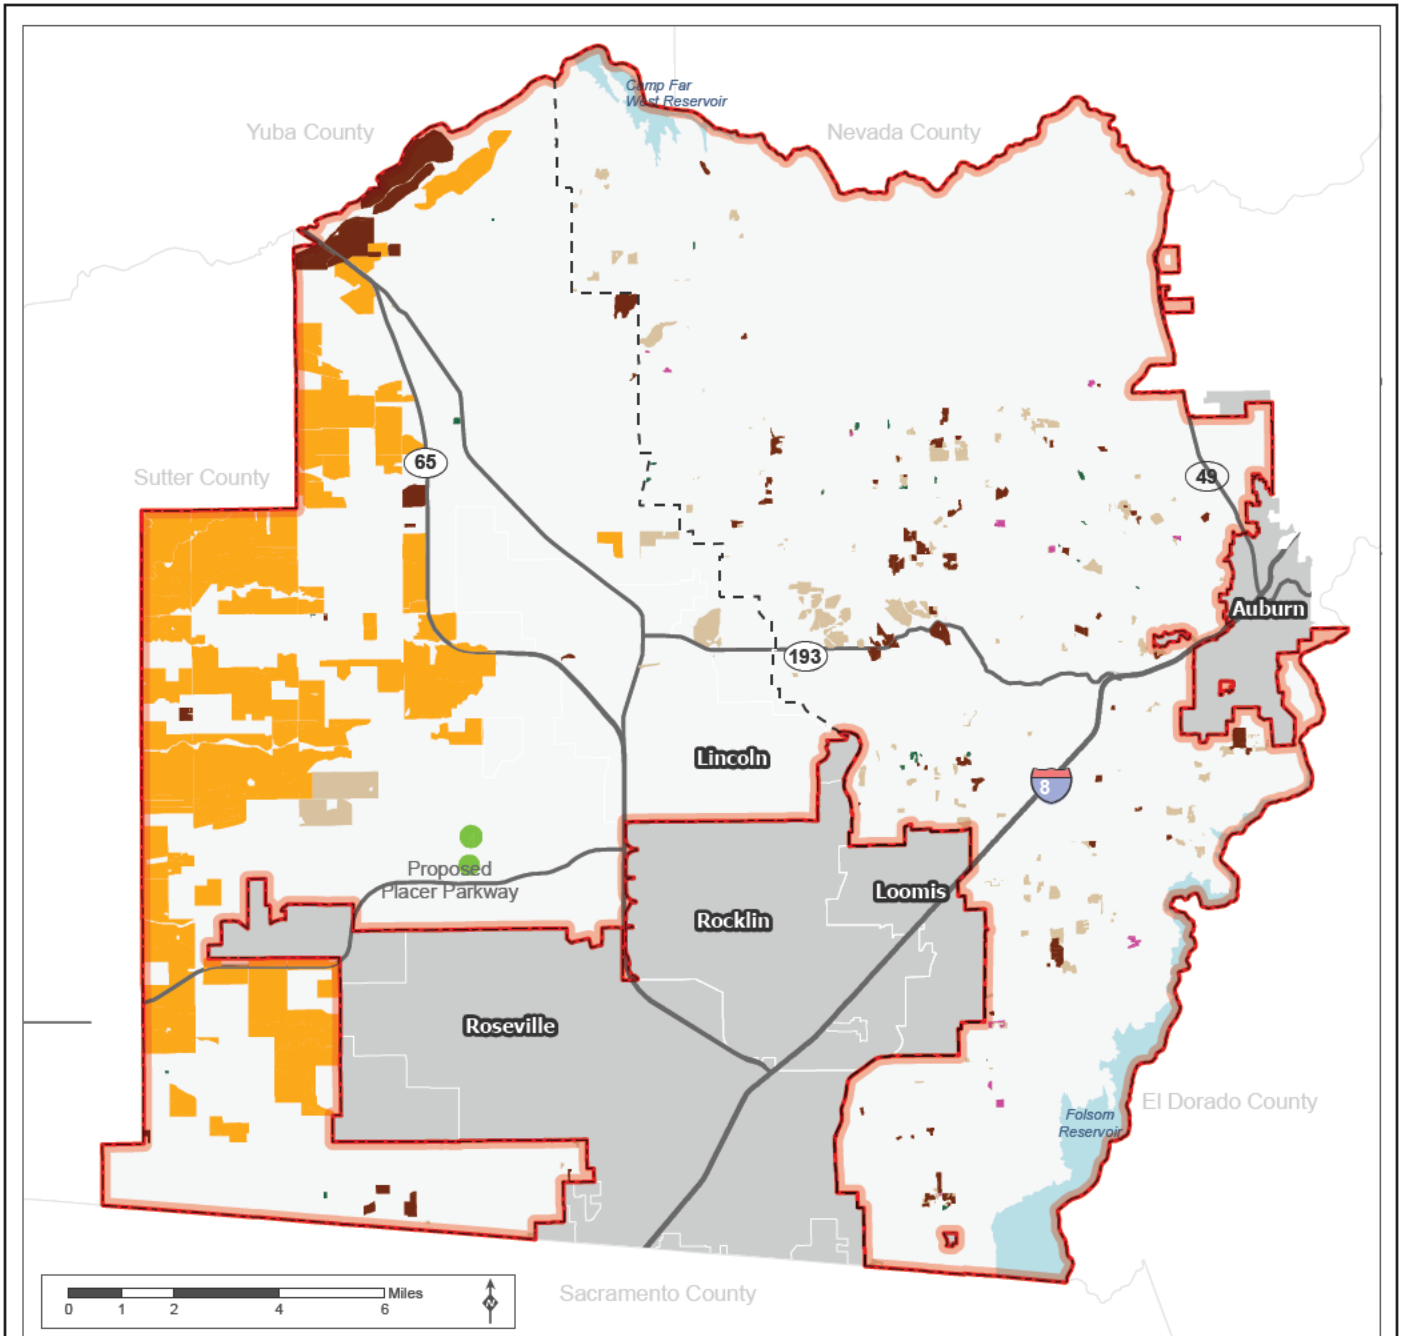 Camp Far
West Reservoir
Yuba County
Nevada County
65
Sutter County
49
Auburn
193
Lincoln
8
Proposed
Placer Parkway
Loomis
Rocklin
Roseville
El Dorado County
Folsom
Reservoir
Sacramento County
Miles
0 1 2 4 6
N